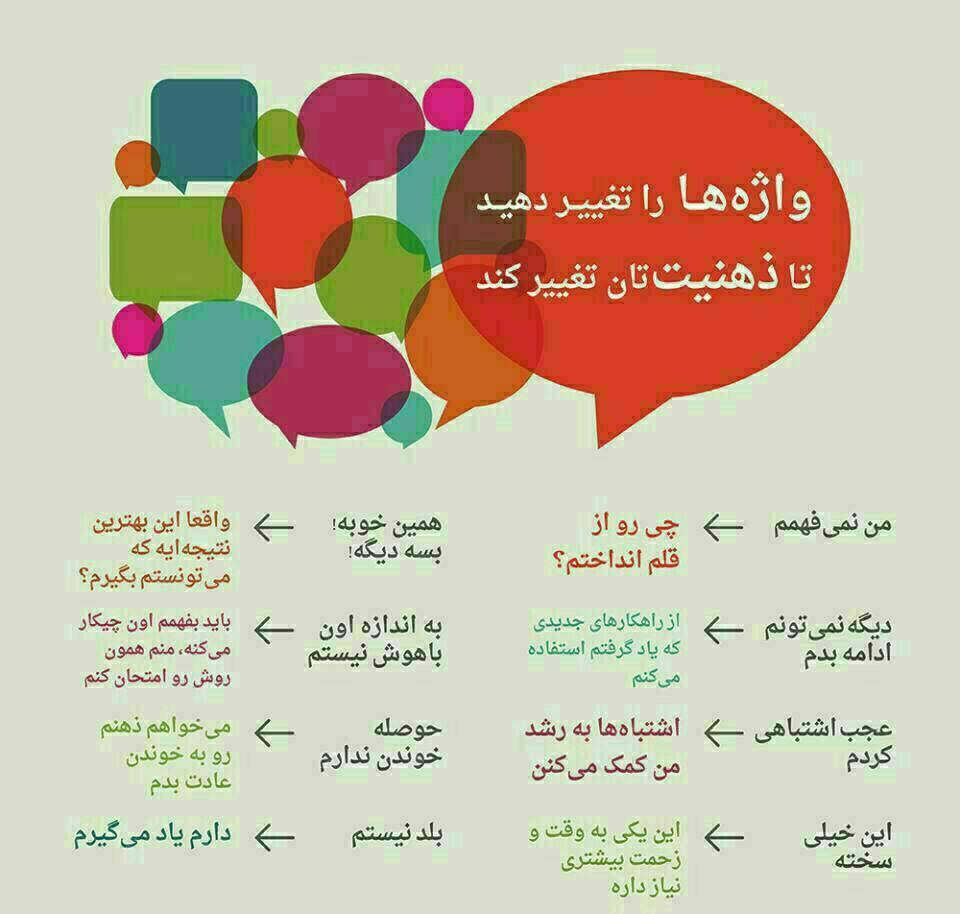 واژه‌ها را تغییر دهید
تا ذهنیت‌تان تغییر کند
من نمی‌فهمم
چی رو از
قلم انداختم؟
دیگه نمی‌تونم
ادامه بدم
از راهکارهای جدیدی
که یاد گرفتم استفاده
می‌کنم
عجب اشتباهی
کردم
اشتباه‌ها به رشد
من کمک می‌کنن
این خیلی
سخته
این یکی به وقت و
زحمت بیشتری
نیاز داره
همین خوبه!
بسه دیگه!
واقعا این بهترین
نتیجه‌ایه که
می‌تونستم بگیرم؟
به اندازه اون
باهوش نیستم
باید بفهمم اون چیکار
می‌کنه، منم همون
روش رو امتحان کنم
حوصله
خوندن ندارم
می‌خواهم ذهنم
رو به خوندن
عادت بدم
بلد نیستم
دارم یاد می‌گیرم